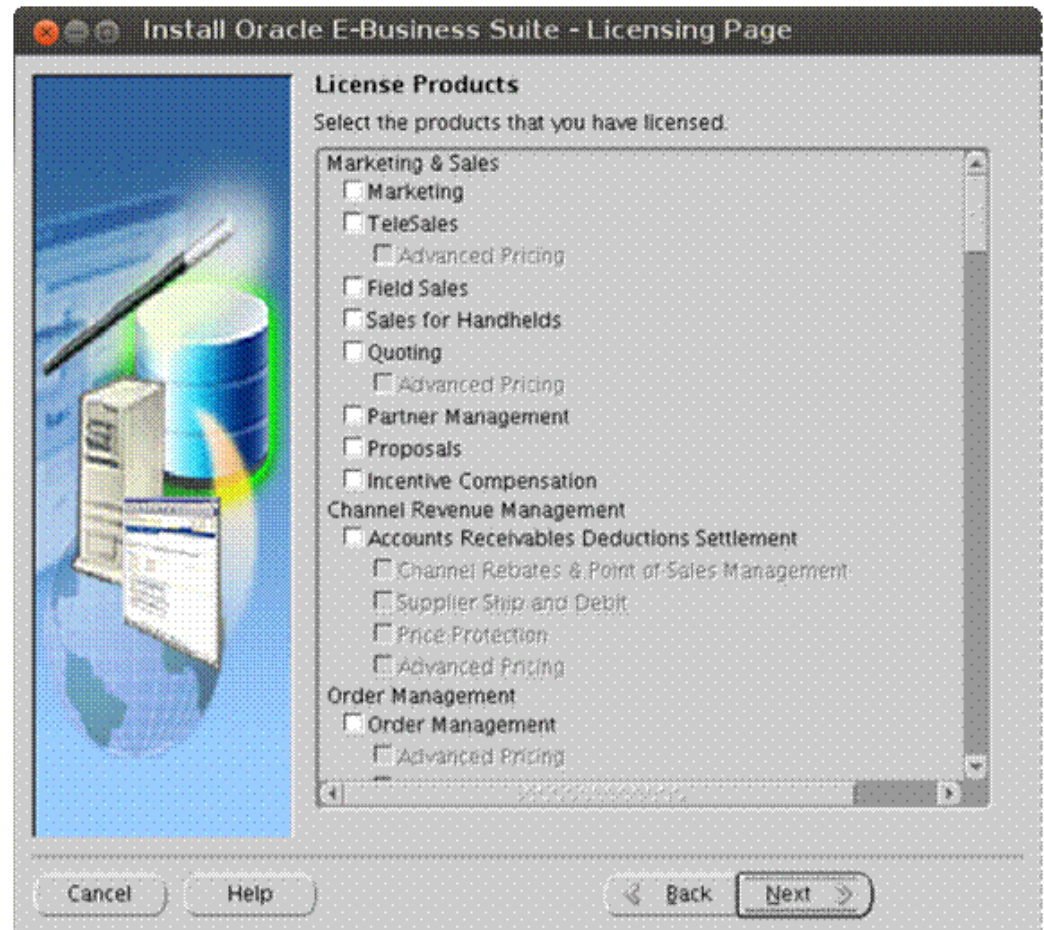 Install Oracle E-Business Suite - Licensing Page
License Products
Select the products that you have licensed.
Marketing & Sales
Marketing
TeleSales
Advanced Pricing
Field Sales
Sales for Handhelds
Quoting
Advanced Pricing
Partner Management
Proposals
Incentive Compensation
Channel Revenue Management
Accounts Receivables Deductions Settlement
Channel Rebates & Point of Sales Management
Supplier Ship and Debit
Price Protection
Advanced Pricing
Order Management
Order Management
Advanced Pricing
Cancel Help Back Next